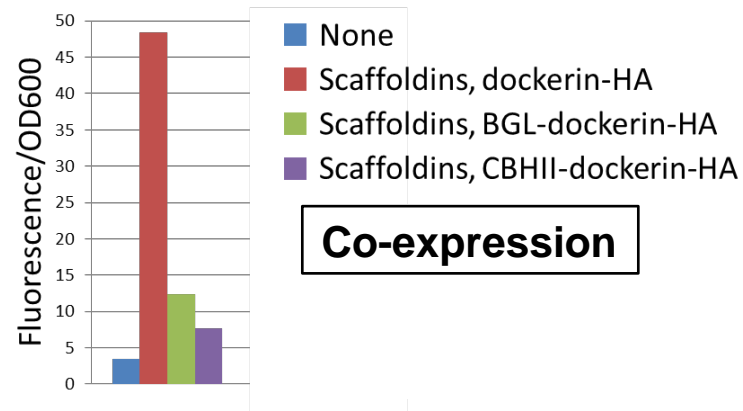 Fluorescence/OD600
50
45
40
35
30
25
20
15
10
5
0
None
Scaffoldins, dockerin-HA
Scaffoldins, BGL-dockerin-HA
Scaffoldins, CBHII-dockerin-HA
Co-expression